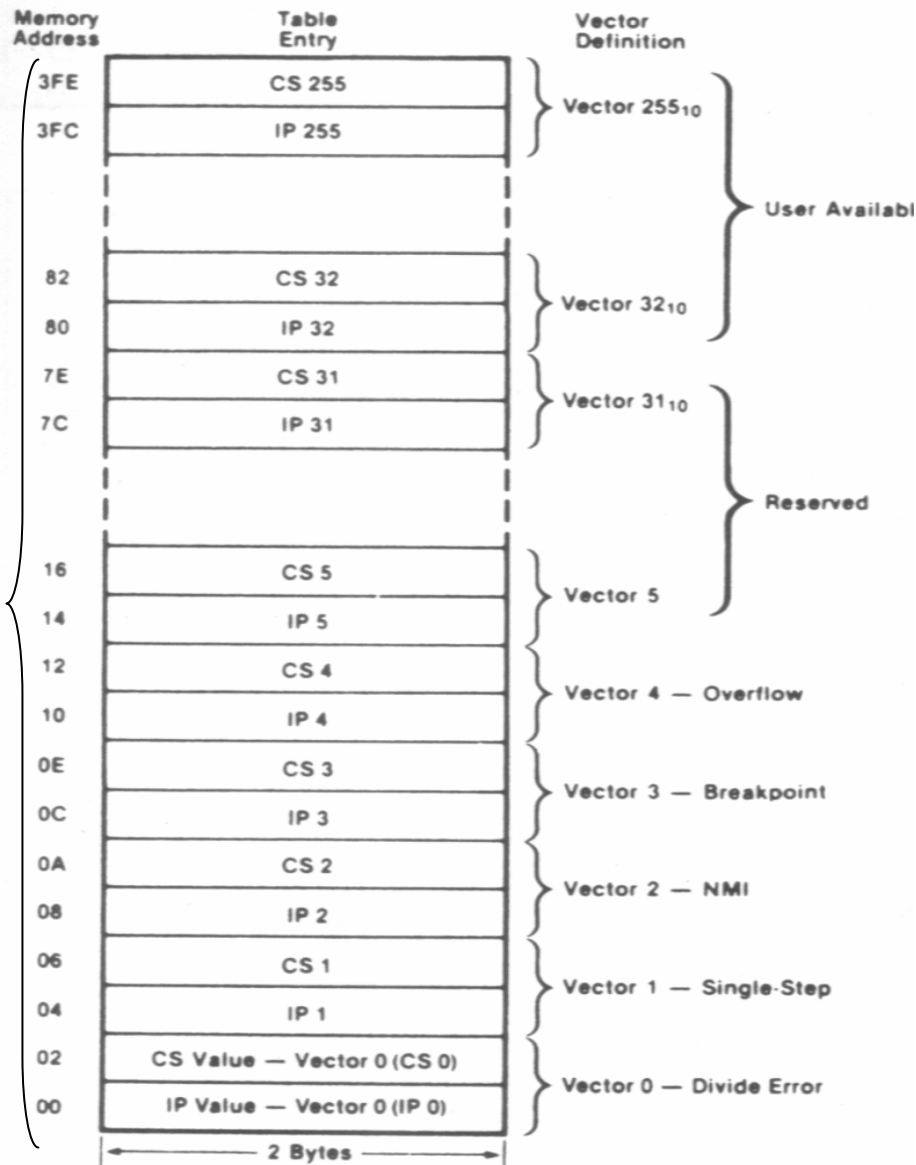 Memory Address
Table Entry
Vector Definition
3FE CS 255
Vector 255₁₀
3FC IP 255
User Availabl
82 CS 32
Vector 32₁₀
80 IP 32
7E CS 31
Vector 31₁₀
7C IP 31
Reserved
16 CS 5
Vector 5
14 IP 5
12 CS 4
Vector 4 — Overflow
10 IP 4
0E CS 3
Vector 3 — Breakpoint
0C IP 3
0A CS 2
Vector 2 — NMI
08 IP 2
06 CS 1
Vector 1 — Single-Step
04 IP 1
02 CS Value — Vector 0 (CS 0)
Vector 0 — Divide Error
00 IP Value — Vector 0 (IP 0)
2 Bytes